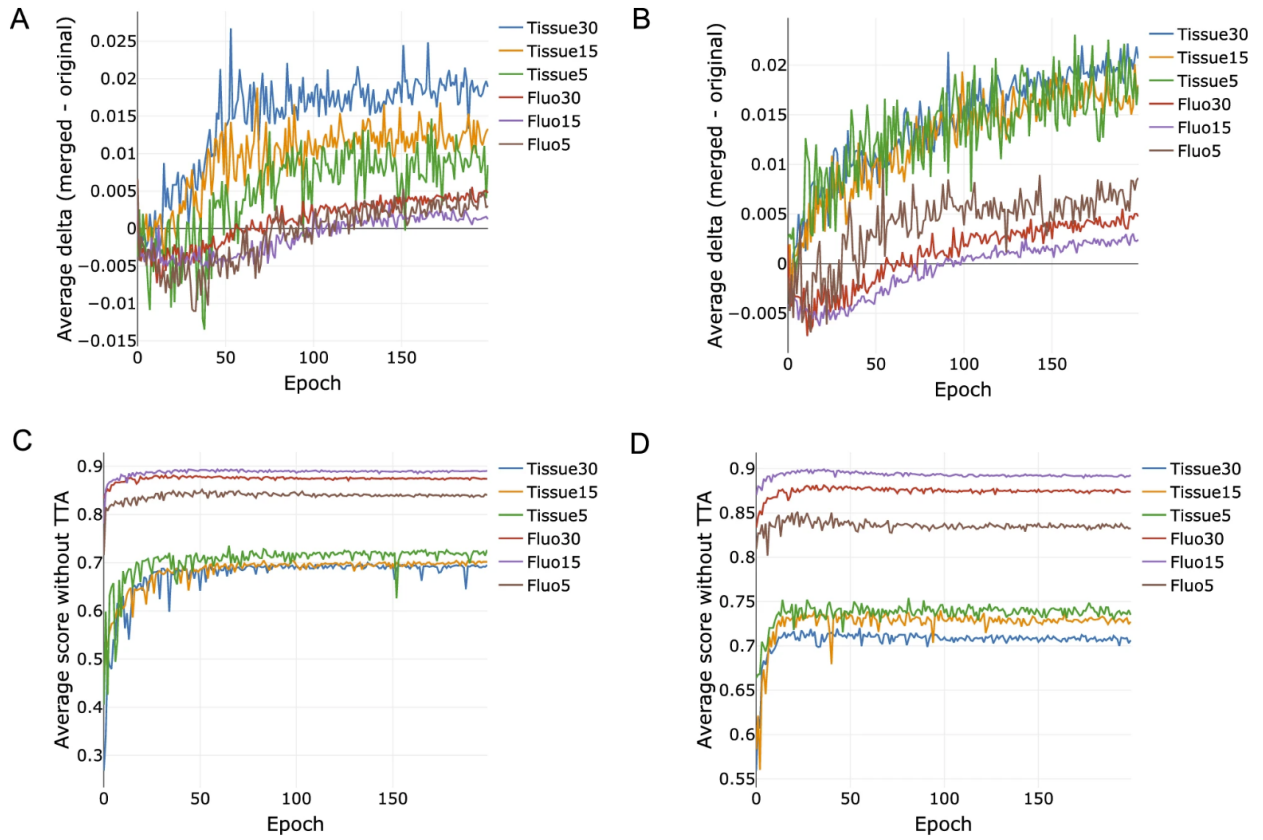 A
Average delta (merged - original)
0.025
0.02
0.015
0.01
0.005
0
−0.005
−0.01
−0.015
0
50
100
150
Epoch
Tissue30
Tissue15
Tissue5
Fluo30
Fluo15
Fluo5
B
Average delta (merged - original)
0.02
0.015
0.01
0.005
0
−0.005
0
50
100
150
Epoch
Tissue30
Tissue15
Tissue5
Fluo30
Fluo15
Fluo5
C
Average score without TTA
0.9
0.8
0.7
0.6
0.5
0.4
0.3
0
50
100
150
Epoch
Tissue30
Tissue15
Tissue5
Fluo30
Fluo15
Fluo5
D
Average score without TTA
0.9
0.85
0.8
0.75
0.7
0.65
0.6
0.55
0
50
100
150
Epoch
Tissue30
Tissue15
Tissue5
Fluo30
Fluo15
Fluo5